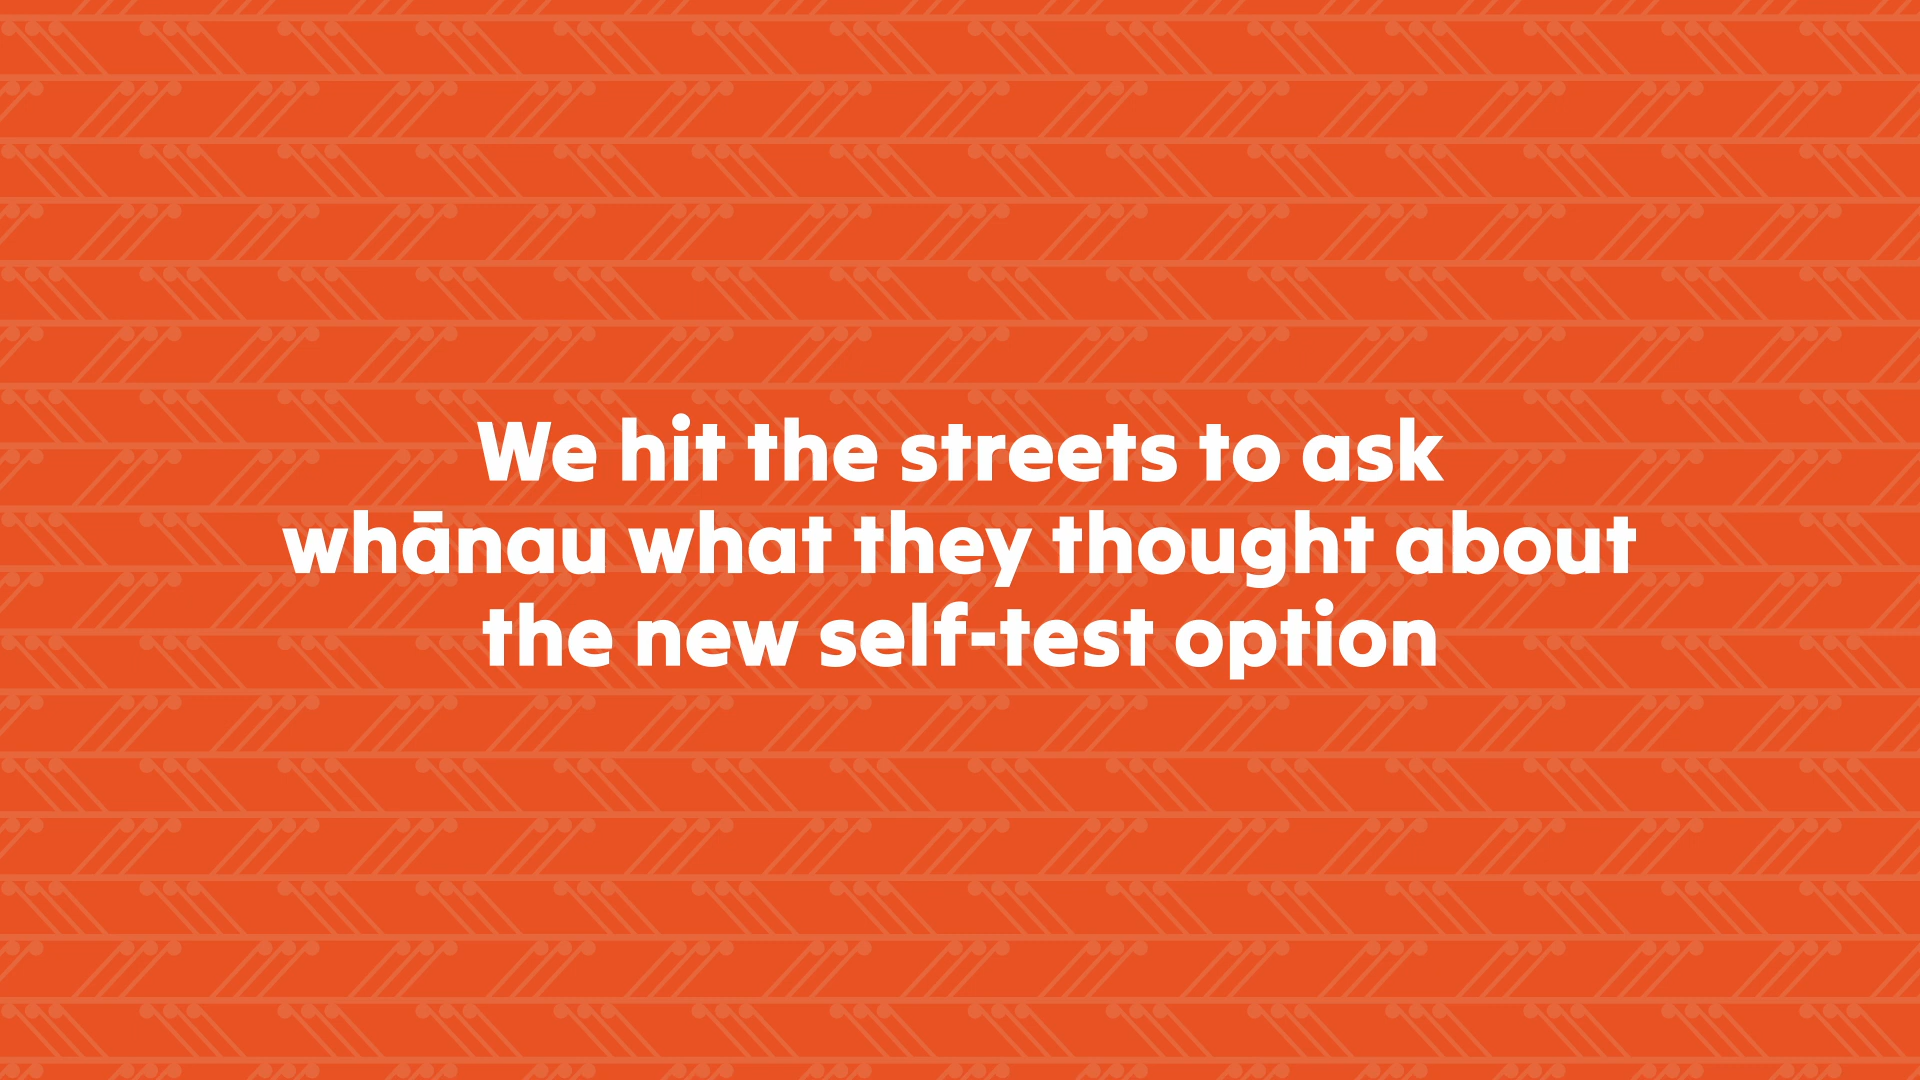 We hit the streets to ask
whānau what they thought about
the new self-test option